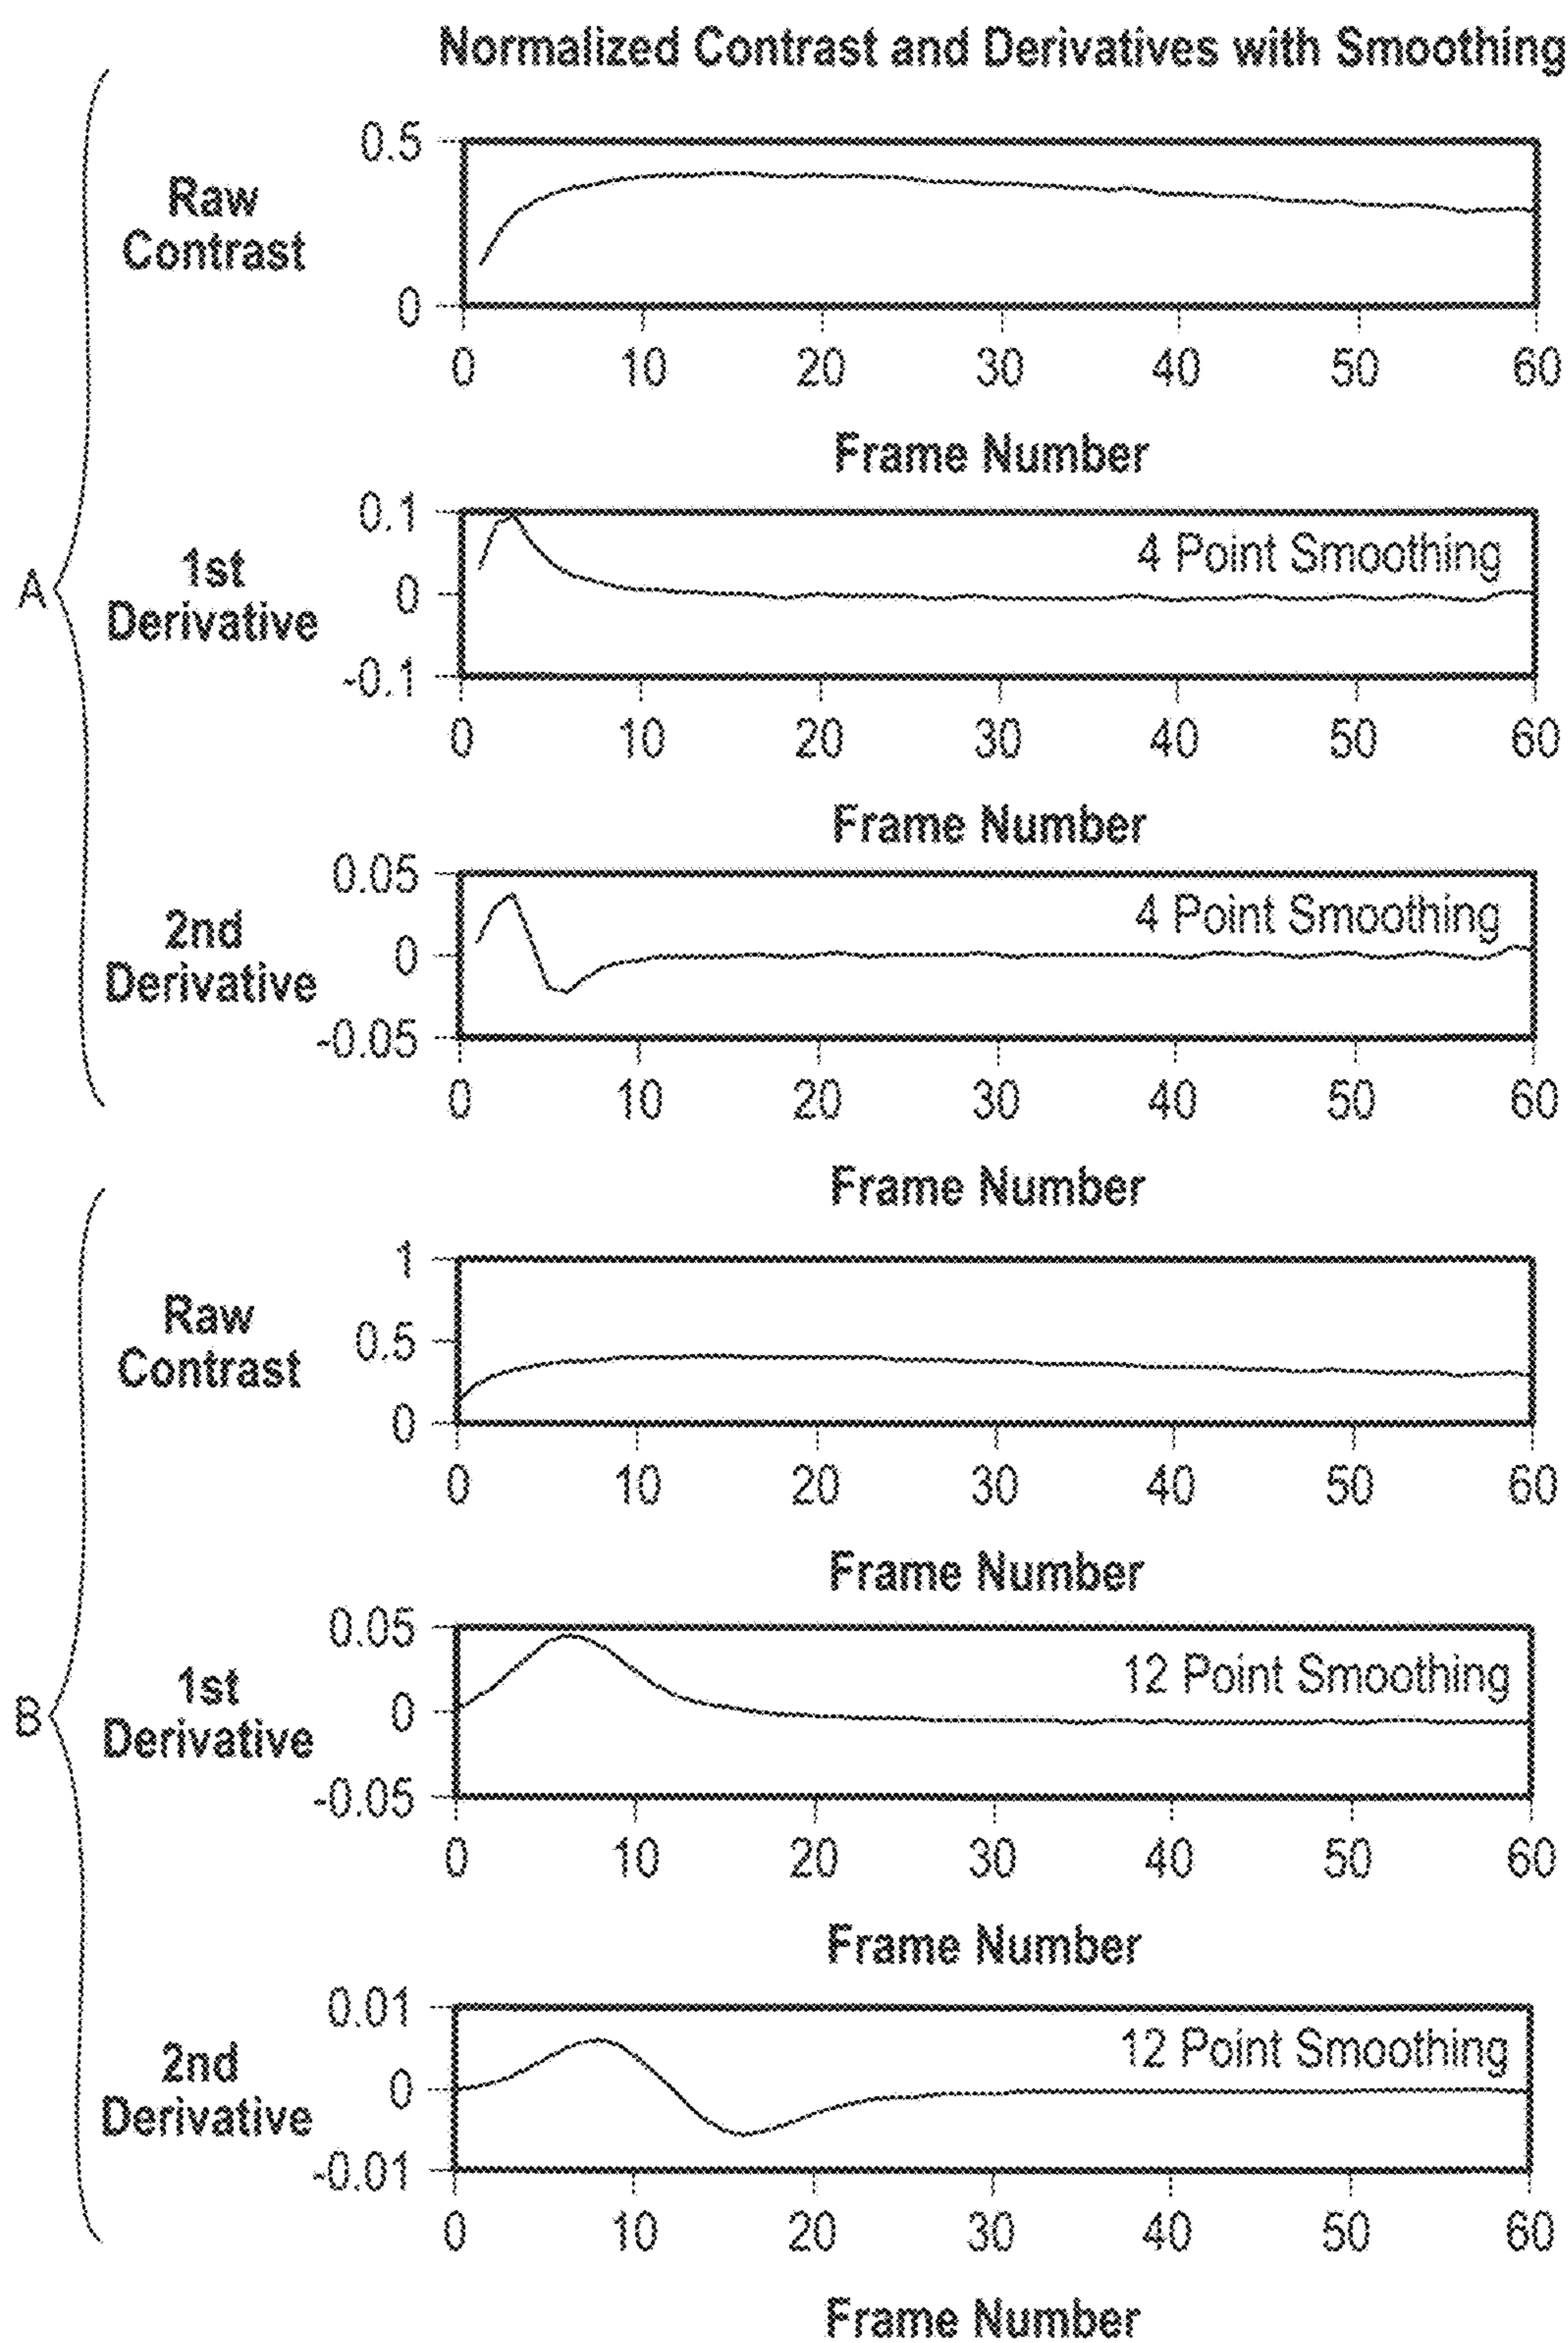 Normalized Contrast and Derivatives with Smoothing
A
Raw
Contrast
0.5
0
0 10 20 30 40 50 60
Frame Number
1st
Derivative
0.1
0
-0.1
4 Point Smoothing
0 10 20 30 40 50 60
Frame Number
2nd
Derivative
0.05
0
-0.05
4 Point Smoothing
0 10 20 30 40 50 60
Frame Number
B
Raw
Contrast
1
0.5
0
0 10 20 30 40 50 60
Frame Number
1st
Derivative
0.05
0
-0.05
12 Point Smoothing
0 10 20 30 40 50 60
Frame Number
2nd
Derivative
0.01
0
-0.01
12 Point Smoothing
0 10 20 30 40 50 60
Frame Number